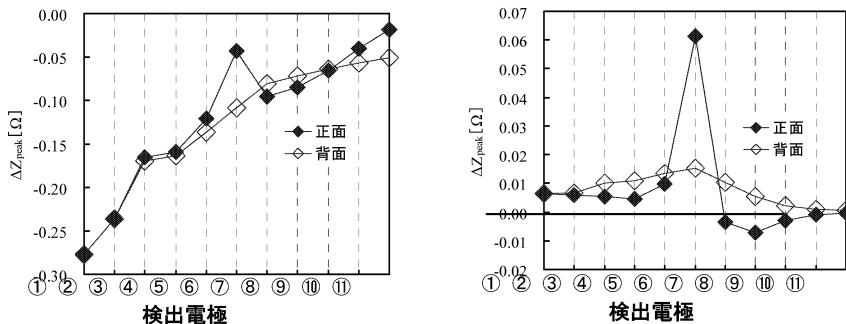 0.00
-0.05
-0.10
-0.15
-0.20
-0.25
-0.30
ΔZpeak [Ω]
正面
背面
① ② ③ ④ ⑤ ⑥ ⑦ ⑧ ⑨ ⑩ ⑪
検出電極
0.07
0.06
0.05
0.04
0.03
0.02
0.01
0.00
-0.01
-0.02
ΔZpeak [Ω]
正面
背面
① ② ③ ④ ⑤ ⑥ ⑦ ⑧ ⑨ ⑩ ⑪
検出電極